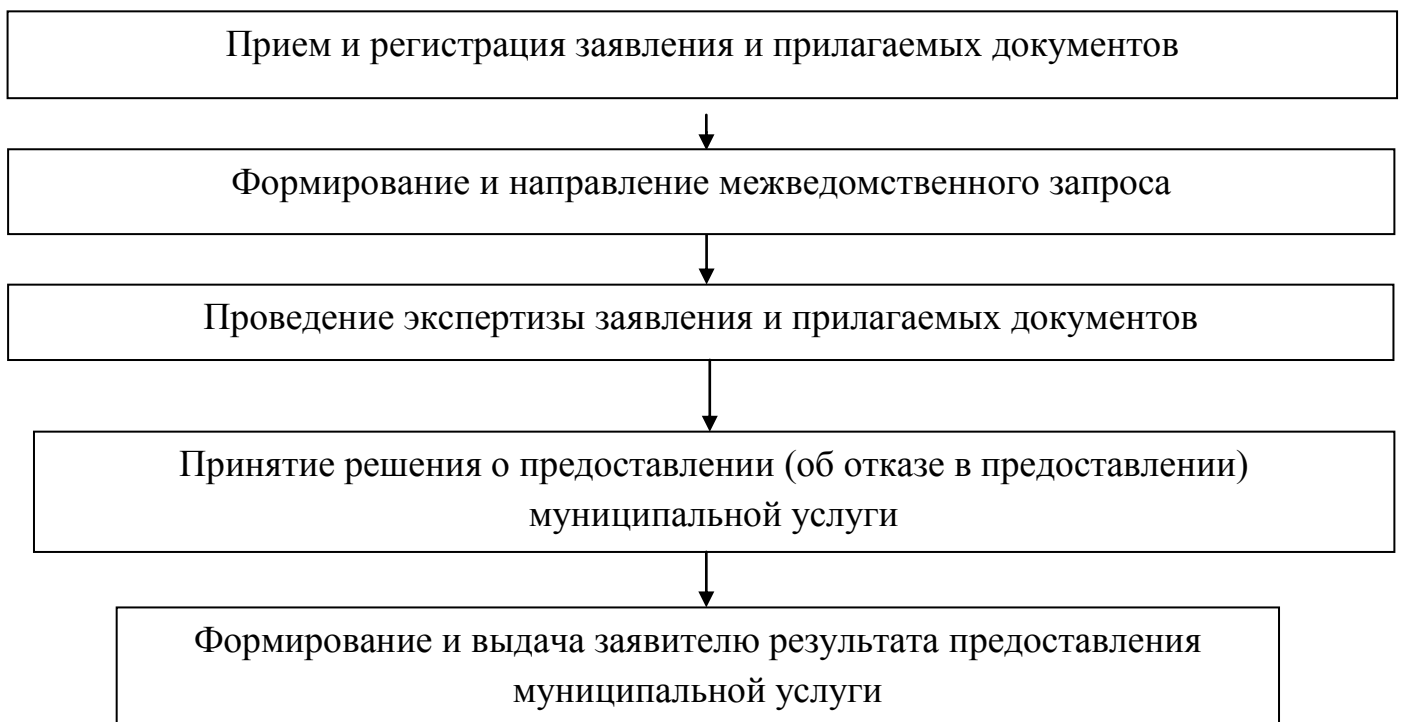 Прием и регистрация заявления и прилагаемых документов
Формирование и направление межведомственного запроса
Проведение экспертизы заявления и прилагаемых документов
Принятие решения о предоставлении (об отказе в предоставлении)
муниципальной услуги
Формирование и выдача заявителю результата предоставления
муниципальной услуги